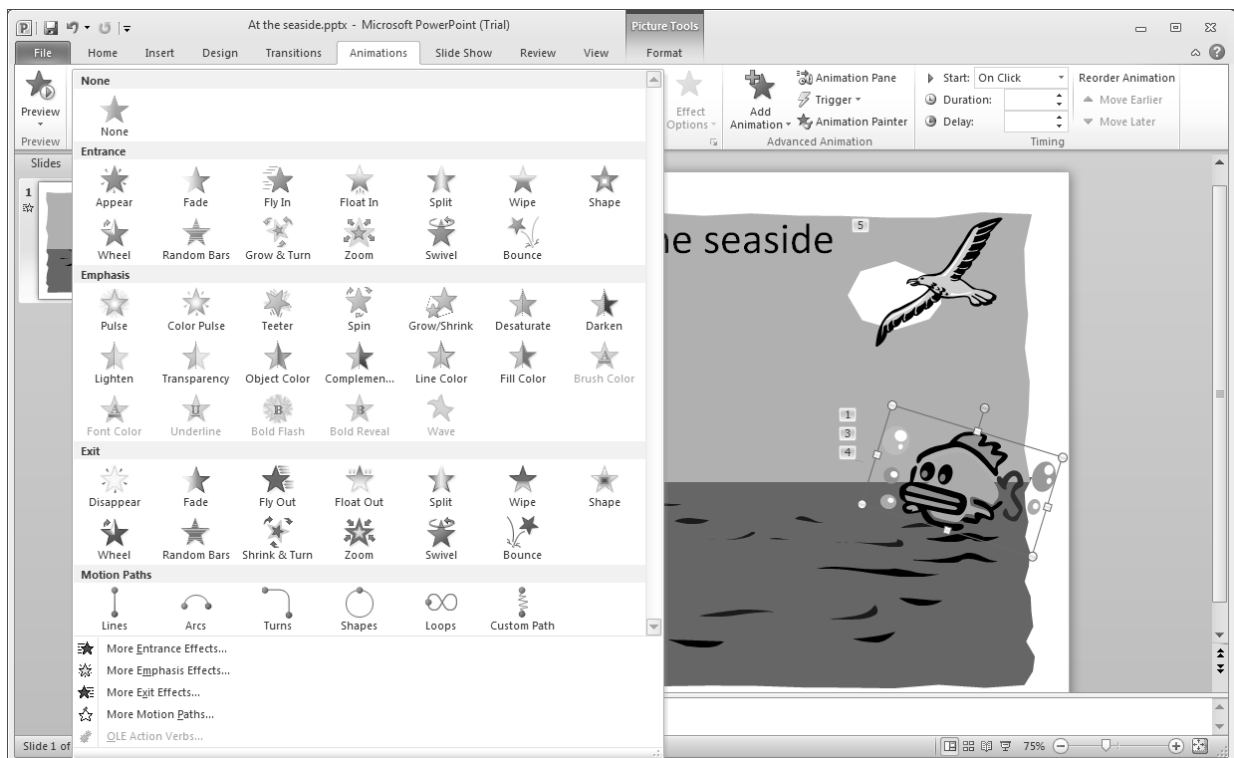 At the seaside.pptx - Microsoft PowerPoint (Trial)
Picture Tools
File Home Insert Design Transitions Animations Slide Show Review View Format
Preview
Preview
Effect Options
Add Animation
Animation Pane
Trigger
Animation Painter
Advanced Animation
Start: On Click
Duration:
Delay:
Timing
Reorder Animation
Move Earlier
Move Later
Slides
1
None
None
Entrance
Appear Fade Fly In Float In Split Wipe Shape
Wheel Random Bars Grow & Turn Zoom Swivel Bounce
Emphasis
Pulse Color Pulse Teeter Spin Grow/Shrink Desaturate Darken
Lighten Transparency Object Color Complemen... Line Color Fill Color Brush Color
Font Color Underline Bold Flash Bold Reveal Wave
Exit
Disappear Fade Fly Out Float Out Split Wipe Shape
Wheel Random Bars Shrink & Turn Zoom Swivel Bounce
Motion Paths
Lines Arcs Turns Shapes Loops Custom Path
More Entrance Effects...
More Emphasis Effects...
More Exit Effects...
More Motion Paths...
OLE Action Verbs...
e seaside
5
1
3
4
Slide 1 of
75%